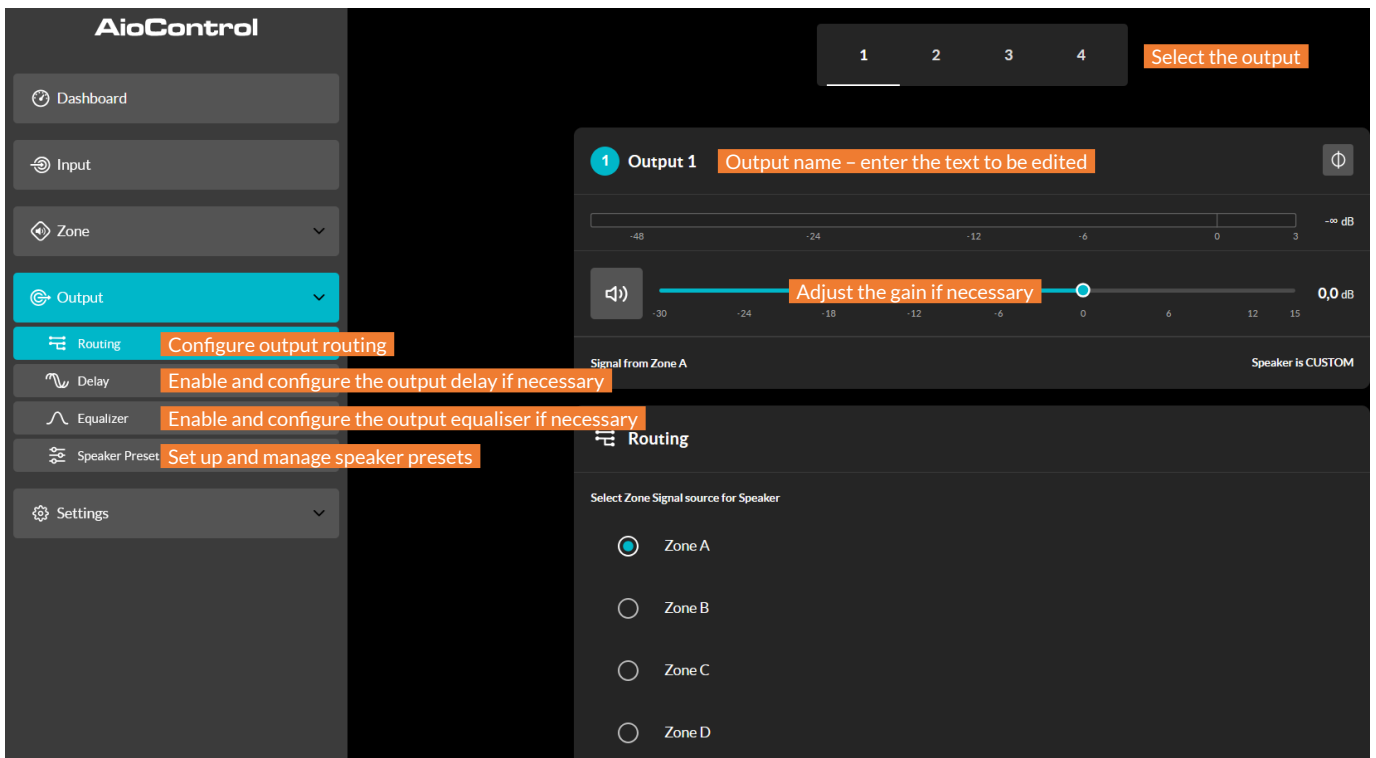 AioControl
Dashboard
Input
Zone
Output
Routing Configure output routing
Delay Enable and configure the output delay if necessary
Equalizer Enable and configure the output equaliser if necessary
Speaker Preset Set up and manage speaker presets
Settings
1 2 3 4 Select the output
1 Output 1 Output name – enter the text to be edited
-∞ dB
-48 -24 -12 -6 0 3
Adjust the gain if necessary 0,0 dB
-30 -24 -18 -12 -6 0 6 12 15
Signal from Zone A Speaker is CUSTOM
Routing
Select Zone Signal source for Speaker
Zone A
Zone B
Zone C
Zone D